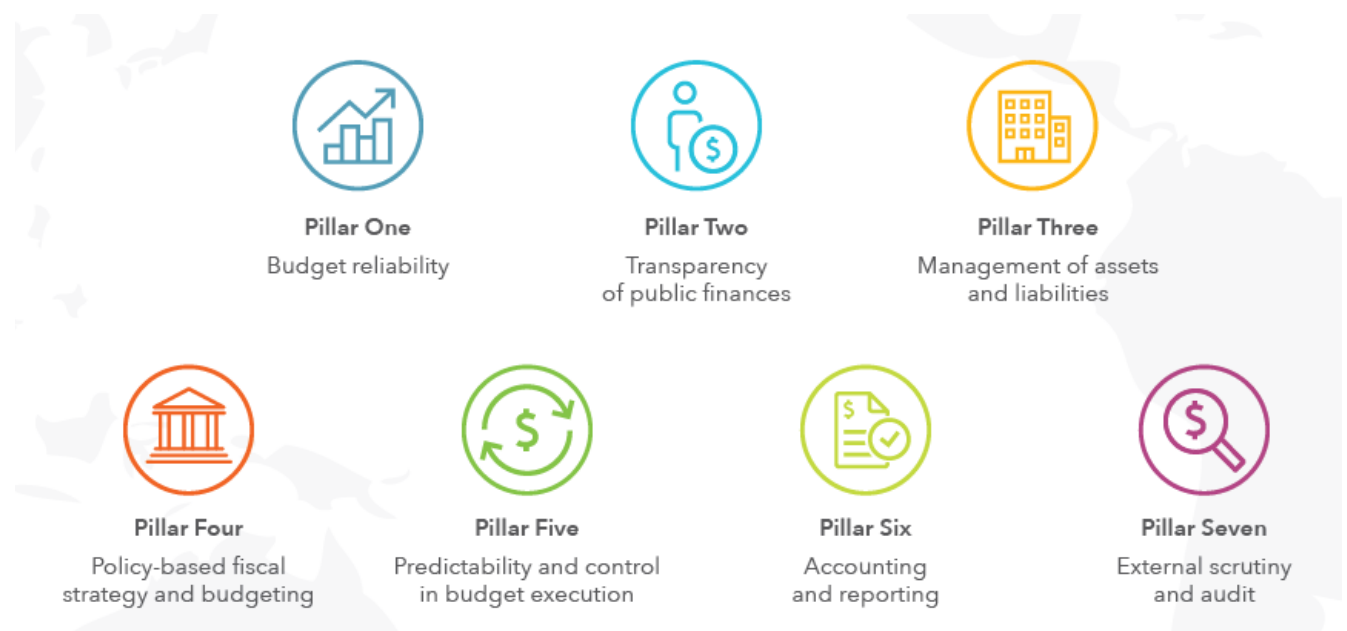 Pillar One
Budget reliability
Pillar Two
Transparency
of public finances
Pillar Three
Management of assets
and liabilities
Pillar Four
Policy-based fiscal
strategy and budgeting
Pillar Five
Predictability and control
in budget execution
Pillar Six
Accounting
and reporting
Pillar Seven
External scrutiny
and audit